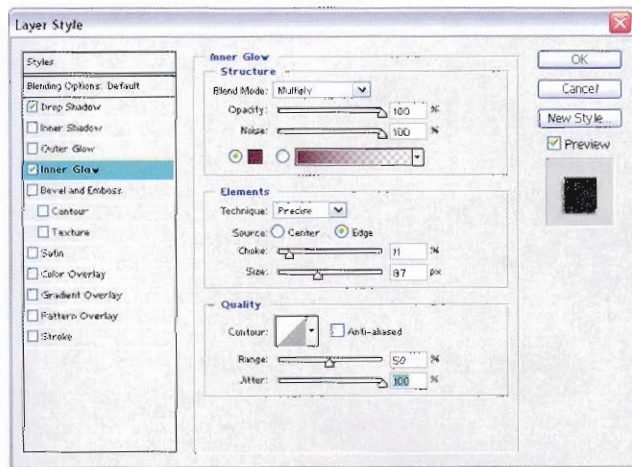 Layer Style
Styles
Blending Options: Default
Drop Shadow
Inner Shadow
Outer Glow
Inner Glow
Bevel and Emboss
Contour
Texture
Satin
Color Overlay
Gradient Overlay
Pattern Overlay
Stroke
Inner Glow
Structure
Blend Mode: Multiply
Opacity: 100 %
Noise: 100 %
Elements
Technique: Precise
Source: Center Edge
Choke: 11 %
Size: 87 px
Quality
Contour: Anti-aliased
Range: 50 %
Jitter: 100 %
OK
Cancel
New Style...
Preview